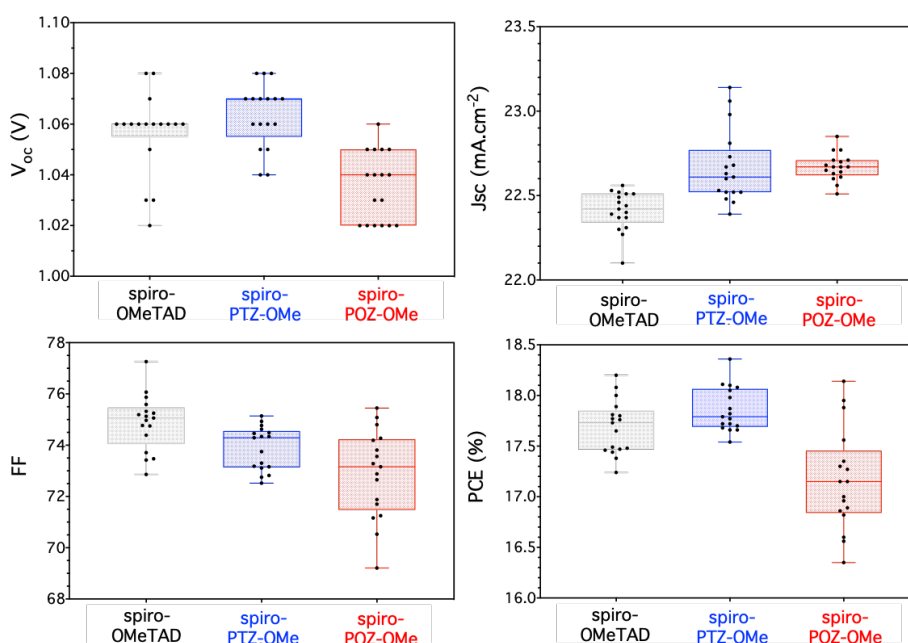 1.10
1.08
1.06
1.04
1.02
1.00
Voc (V)
spiro-
OMeTAD
spiro-
PTZ-OMe
spiro-
POZ-OMe
23.5
23.0
22.5
22.0
Jsc (mA.cm⁻²)
spiro-
OMeTAD
spiro-
PTZ-OMe
spiro-
POZ-OMe
78
76
74
72
70
68
FF
spiro-
OMeTAD
spiro-
PTZ-OMe
spiro-
POZ-OMe
18.5
18.0
17.5
17.0
16.5
16.0
PCE (%)
spiro-
OMeTAD
spiro-
PTZ-OMe
spiro-
POZ-OMe